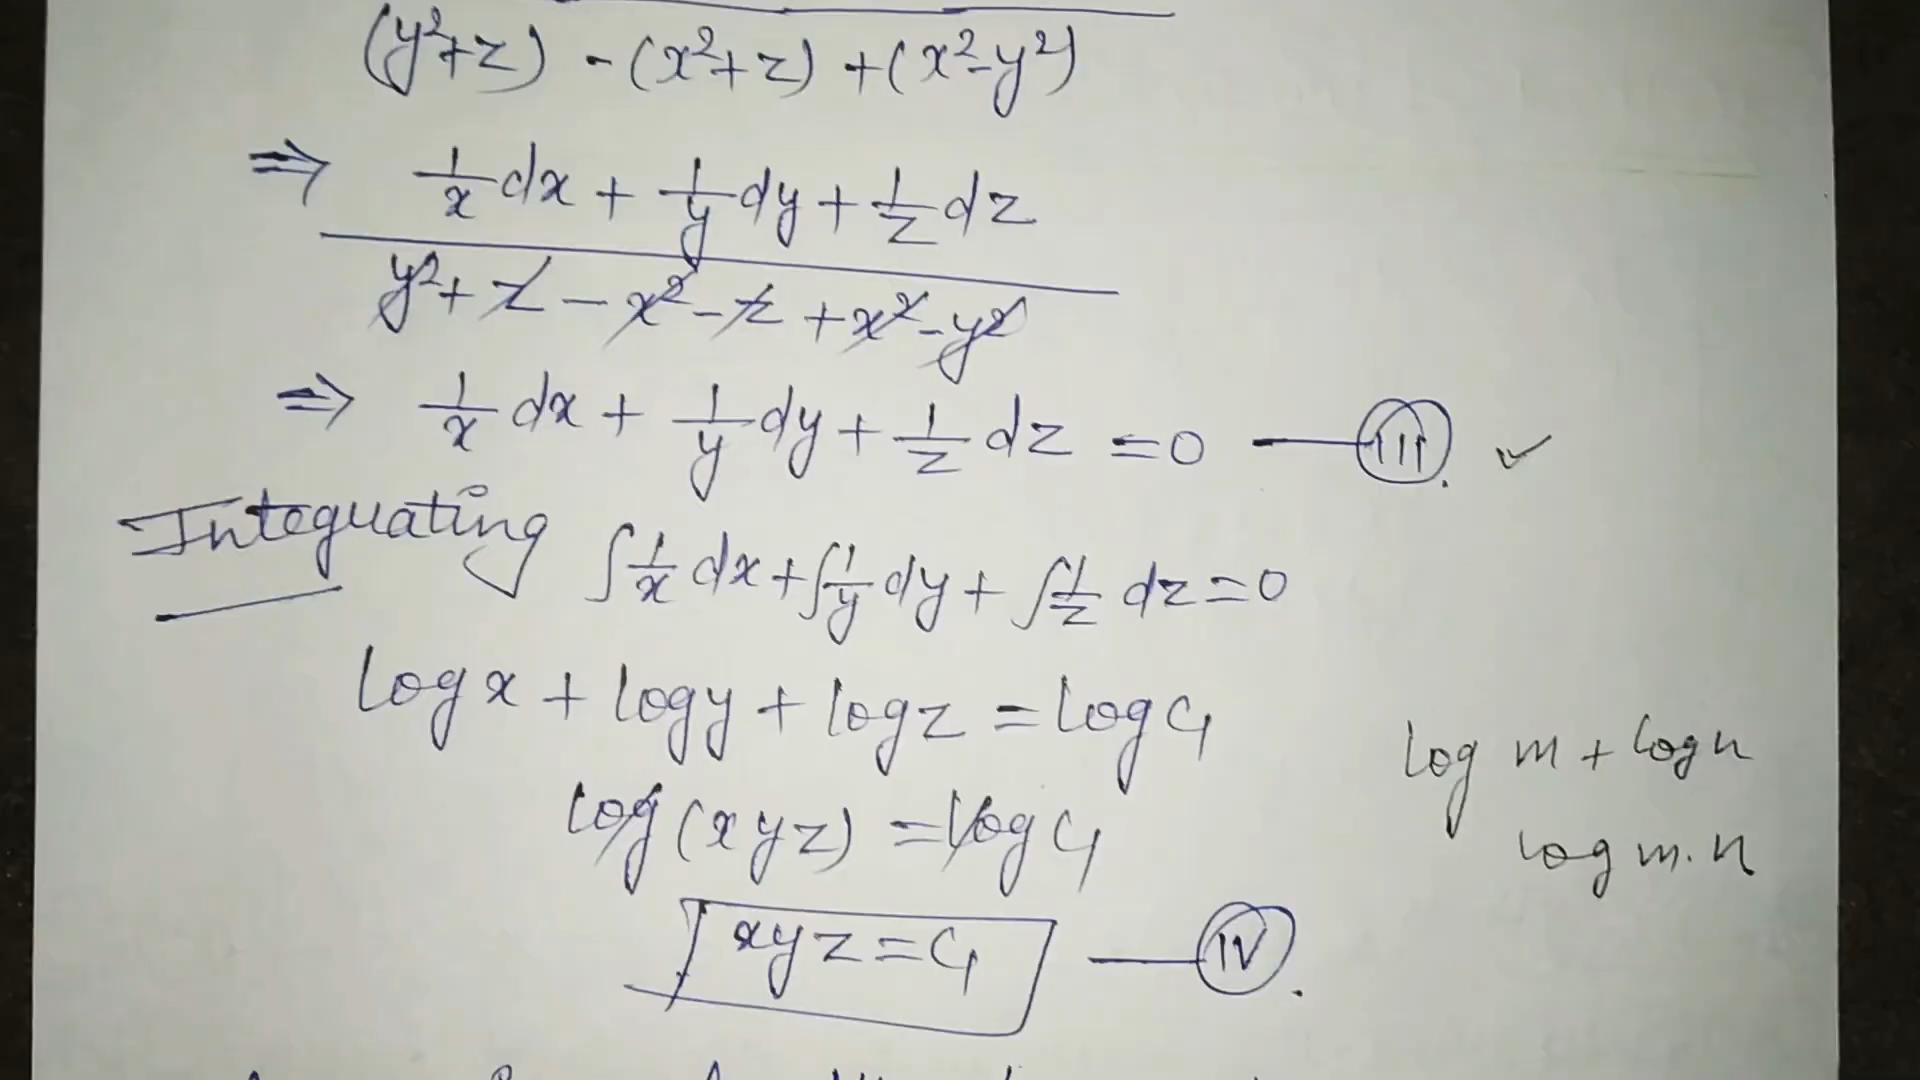 (y²+z) - (x²+z) + (x²-y²)
⇒ 1/x dx + 1/y dy + 1/z dz
y² + z - x² - z + x² - y²
⇒ 1/x dx + 1/y dy + 1/z dz = 0 — III. ✓
Integrating ∫1/x dx + ∫1/y dy + ∫1/z dz = 0
log x + log y + log z = log C₁
log m + log n
log (x y z) = log C₁
log m.n
xyz = C₁ — IV.